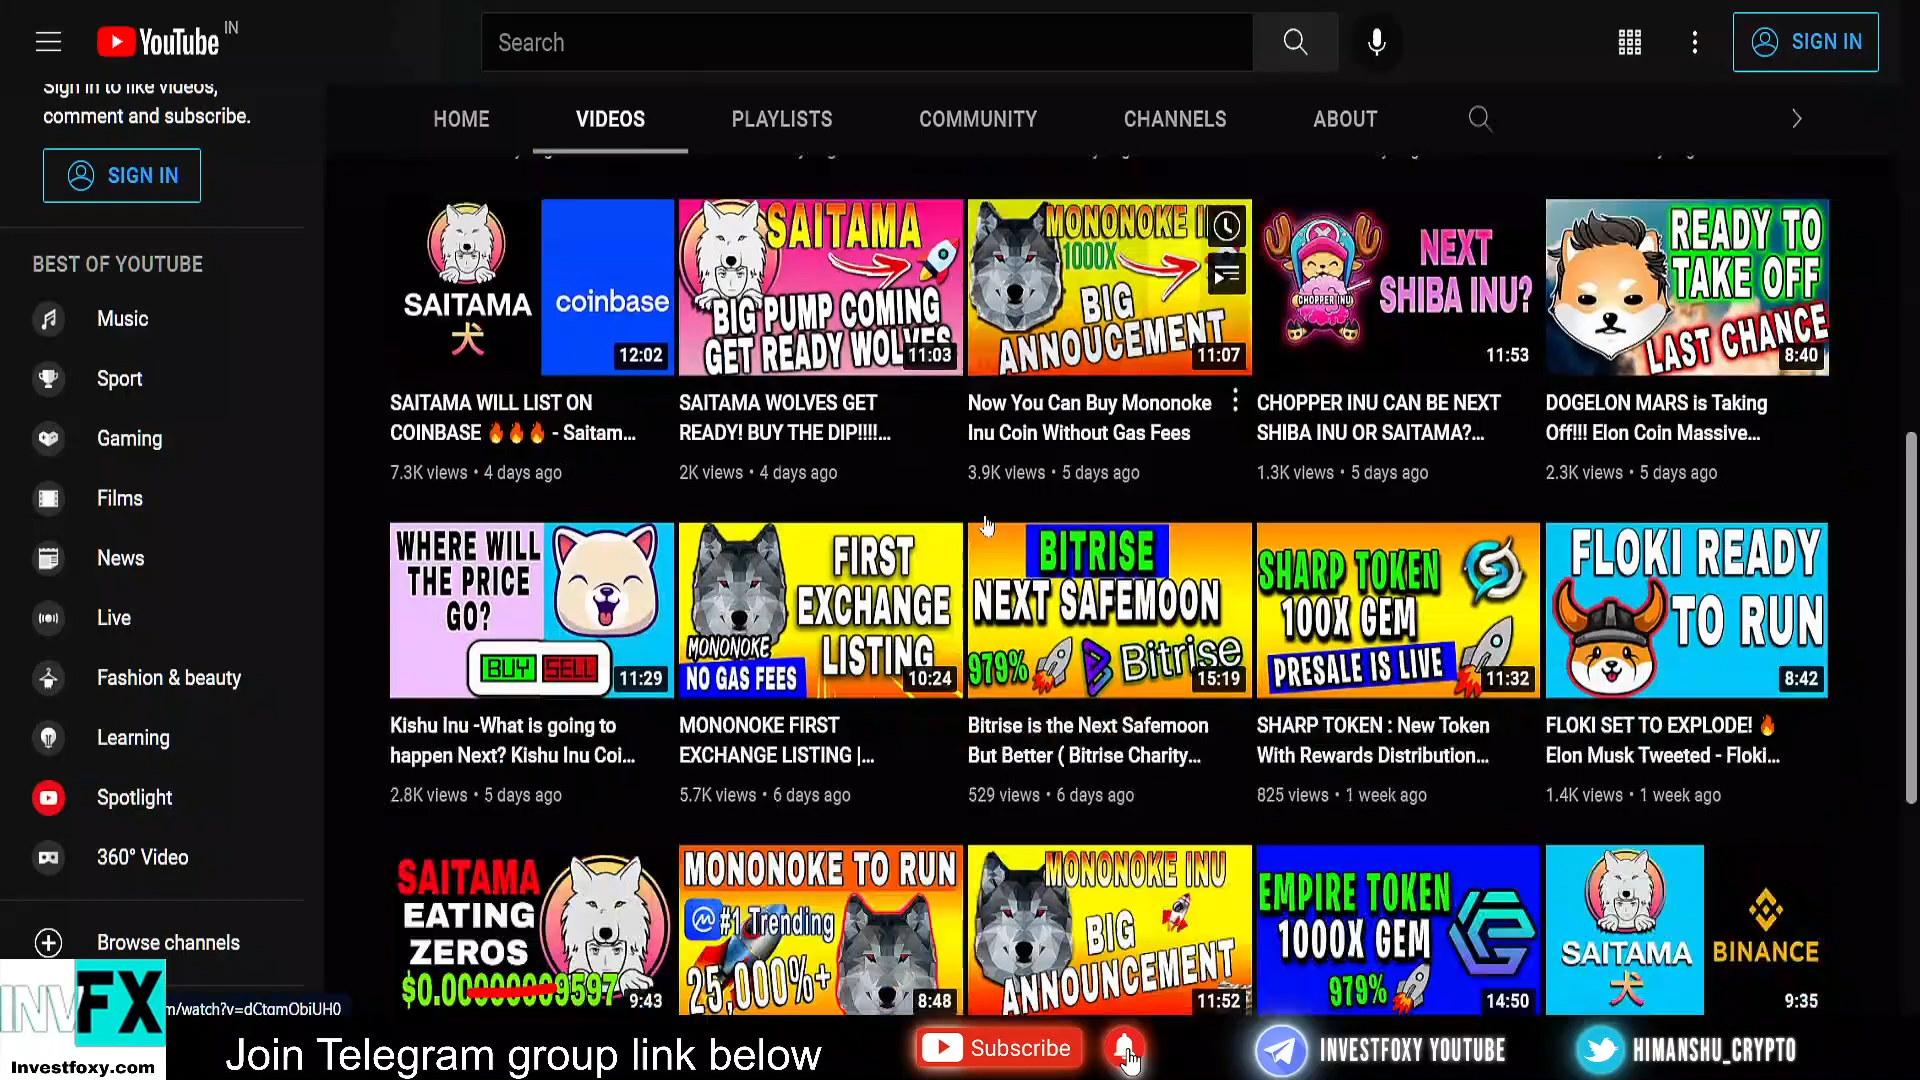 YouTube IN
Search
SIGN IN
Sign in to like videos,
comment and subscribe.
SIGN IN
HOME
VIDEOS
PLAYLISTS
COMMUNITY
CHANNELS
ABOUT
BEST OF YOUTUBE
Music
Sport
Gaming
Films
News
Live
Fashion & beauty
Learning
Spotlight
360° Video
Browse channels
SAITAMA
犬
coinbase
12:02
SAITAMA WILL LIST ON
COINBASE 🔥🔥🔥 - Saitam...
7.3K views • 4 days ago
SAITAMA
BIG PUMP COMING
GET READY WOLVES
11:03
SAITAMA WOLVES GET
READY! BUY THE DIP!!!!...
2K views • 4 days ago
MONONOKE I
1000X
BIG
ANNOUCEMENT
11:07
Now You Can Buy Mononoke
Inu Coin Without Gas Fees
3.9K views • 5 days ago
CHOPPER INU
NEXT
SHIBA INU?
11:53
CHOPPER INU CAN BE NEXT
SHIBA INU OR SAITAMA?...
1.3K views • 5 days ago
READY TO
TAKE OFF
LAST CHANCE
8:40
DOGELON MARS is Taking
Off!!! Elon Coin Massive...
2.3K views • 5 days ago
WHERE WILL
THE PRICE
GO?
BUY SELL
11:29
Kishu Inu -What is going to
happen Next? Kishu Inu Coi...
2.8K views • 5 days ago
FIRST
EXCHANGE
LISTING
MONONOKE
NO GAS FEES
10:24
MONONOKE FIRST
EXCHANGE LISTING |...
5.7K views • 6 days ago
BITRISE
NEXT SAFEMOON
979% Bitrise
15:19
Bitrise is the Next Safemoon
But Better ( Bitrise Charity...
529 views • 6 days ago
SHARP TOKEN
100X GEM
PRESALE IS LIVE
11:32
SHARP TOKEN : New Token
With Rewards Distribution...
825 views • 1 week ago
FLOKI READY
TO RUN
8:42
FLOKI SET TO EXPLODE! 🔥
Elon Musk Tweeted - Floki...
1.4K views • 1 week ago
SAITAMA
EATING
ZEROS
9:43
MONONOKE TO RUN
#1 Trending
25,000%+
8:48
MONONOKE INU
BIG
ANNOUNCEMENT
11:52
EMPIRE TOKEN
1000X GEM
979%
14:50
SAITAMA
犬
BINANCE
9:35
m/watch?v=dCtqmObiUH0
INVFX
Investfoxy.com
Join Telegram group link below
Subscribe
INVESTFOXY YOUTUBE
HIMANSHU_CRYPTO